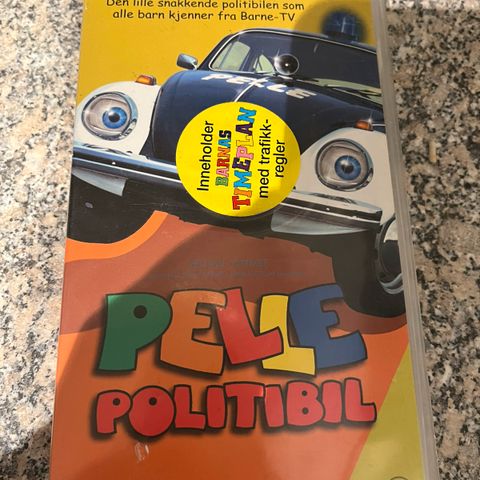 Den lille snakkende politibilen som
alle barn kjenner fra Barne-TV
PELLE
Inneholder
BARNAS
TIMEPLAN
med trafikk-
regler
PELLE
POLITIBIL